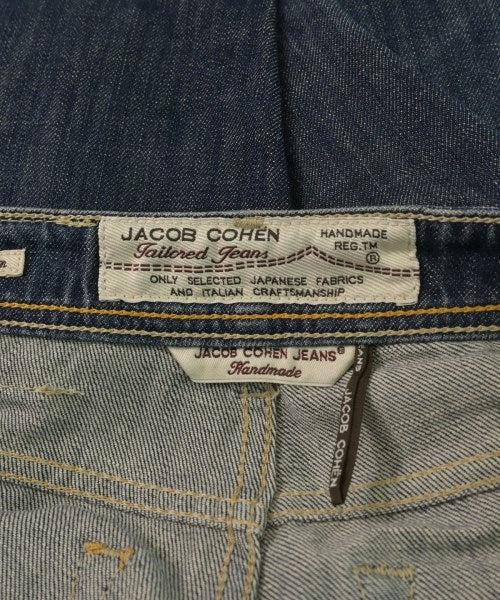 JACOB COHEN
Tailored Jeans
HANDMADE
REG.TM
®
ONLY SELECTED JAPANESE FABRICS
AND ITALIAN CRAFTSMANSHIP
JACOB COHEN JEANS®
Handmade
JACOB COHEN